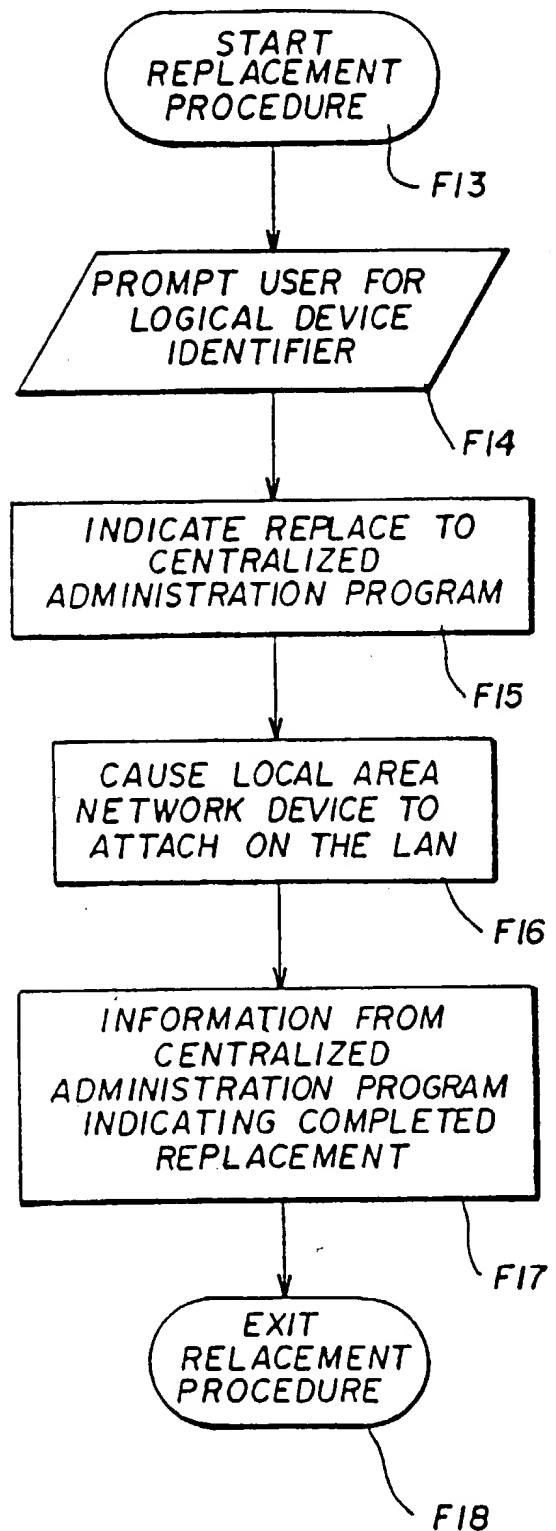 START
REPLACEMENT
PROCEDURE
F13
PROMPT USER FOR
LOGICAL DEVICE
IDENTIFIER
F14
INDICATE REPLACE TO
CENTRALIZED
ADMINISTRATION PROGRAM
F15
CAUSE LOCAL AREA
NETWORK DEVICE TO
ATTACH ON THE LAN
F16
INFORMATION FROM
CENTRALIZED
ADMINISTRATION PROGRAM
INDICATING COMPLETED
REPLACEMENT
F17
EXIT
RELACEMENT
PROCEDURE
F18